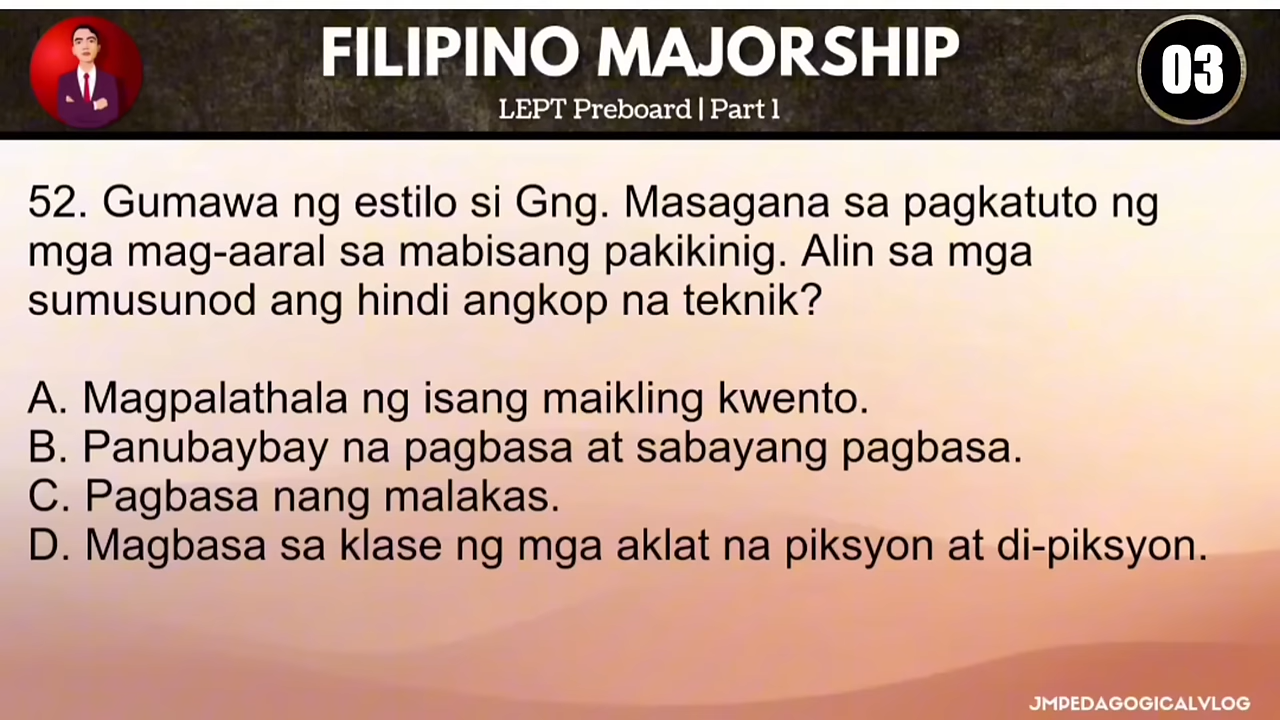 FILIPINO MAJORSHIP
LEPT Preboard | Part 1
03
52. Gumawa ng estilo si Gng. Masagana sa pagkatuto ng
mga mag-aaral sa mabisang pakikinig. Alin sa mga
sumusunod ang hindi angkop na teknik?
A. Magpalathala ng isang maikling kwento.
B. Panubaybay na pagbasa at sabayang pagbasa.
C. Pagbasa nang malakas.
D. Magbasa sa klase ng mga aklat na piksyon at di-piksyon.
JMPEDAGOGICALVLOG